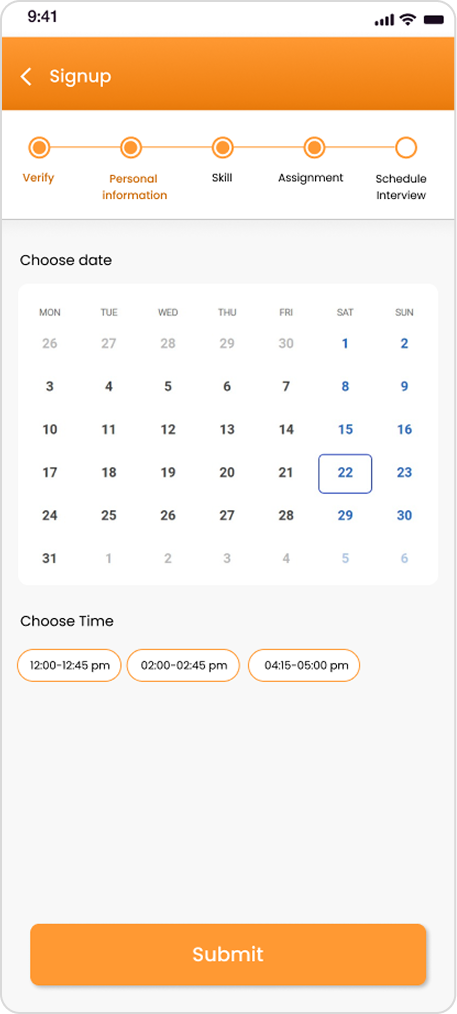 9:41
Signup
Verify
Personal information
Skill
Assignment
Schedule Interview
Choose date
MON TUE WED THU FRI SAT SUN
26 27 28 29 30 1 2
3 4 5 6 7 8 9
10 11 12 13 14 15 16
17 18 19 20 21 22 23
24 25 26 27 28 29 30
31 1 2 3 4 5 6
Choose Time
12:00-12:45 pm 02:00-02:45 pm 04:15-05:00 pm
Submit